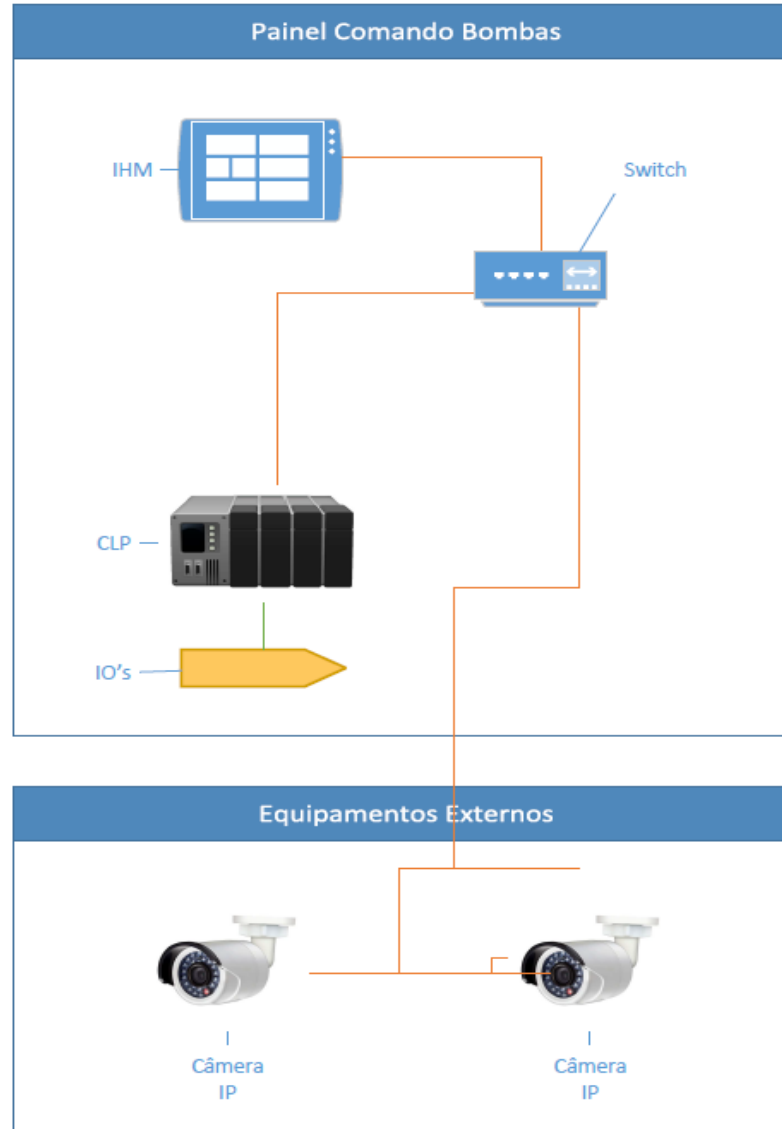 Painel Comando Bombas
IHM
Switch
CLP
IO's
Equipamentos Externos
Câmera
IP
Câmera
IP